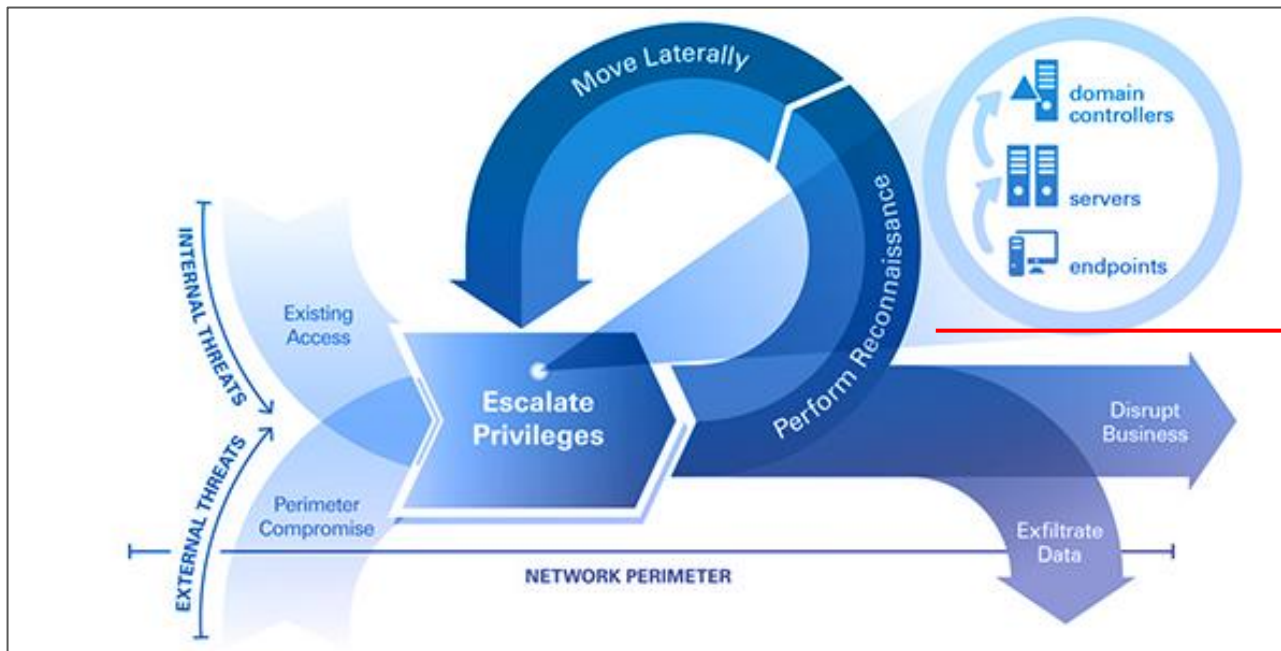 Move Laterally
Perform Reconnaissance
domain
controllers
servers
endpoints
INTERNAL THREATS
Existing
Access
Escalate
Privileges
Disrupt
Business
EXTERNAL THREATS
Perimeter
Compromise
Exfiltrate
Data
NETWORK PERIMETER